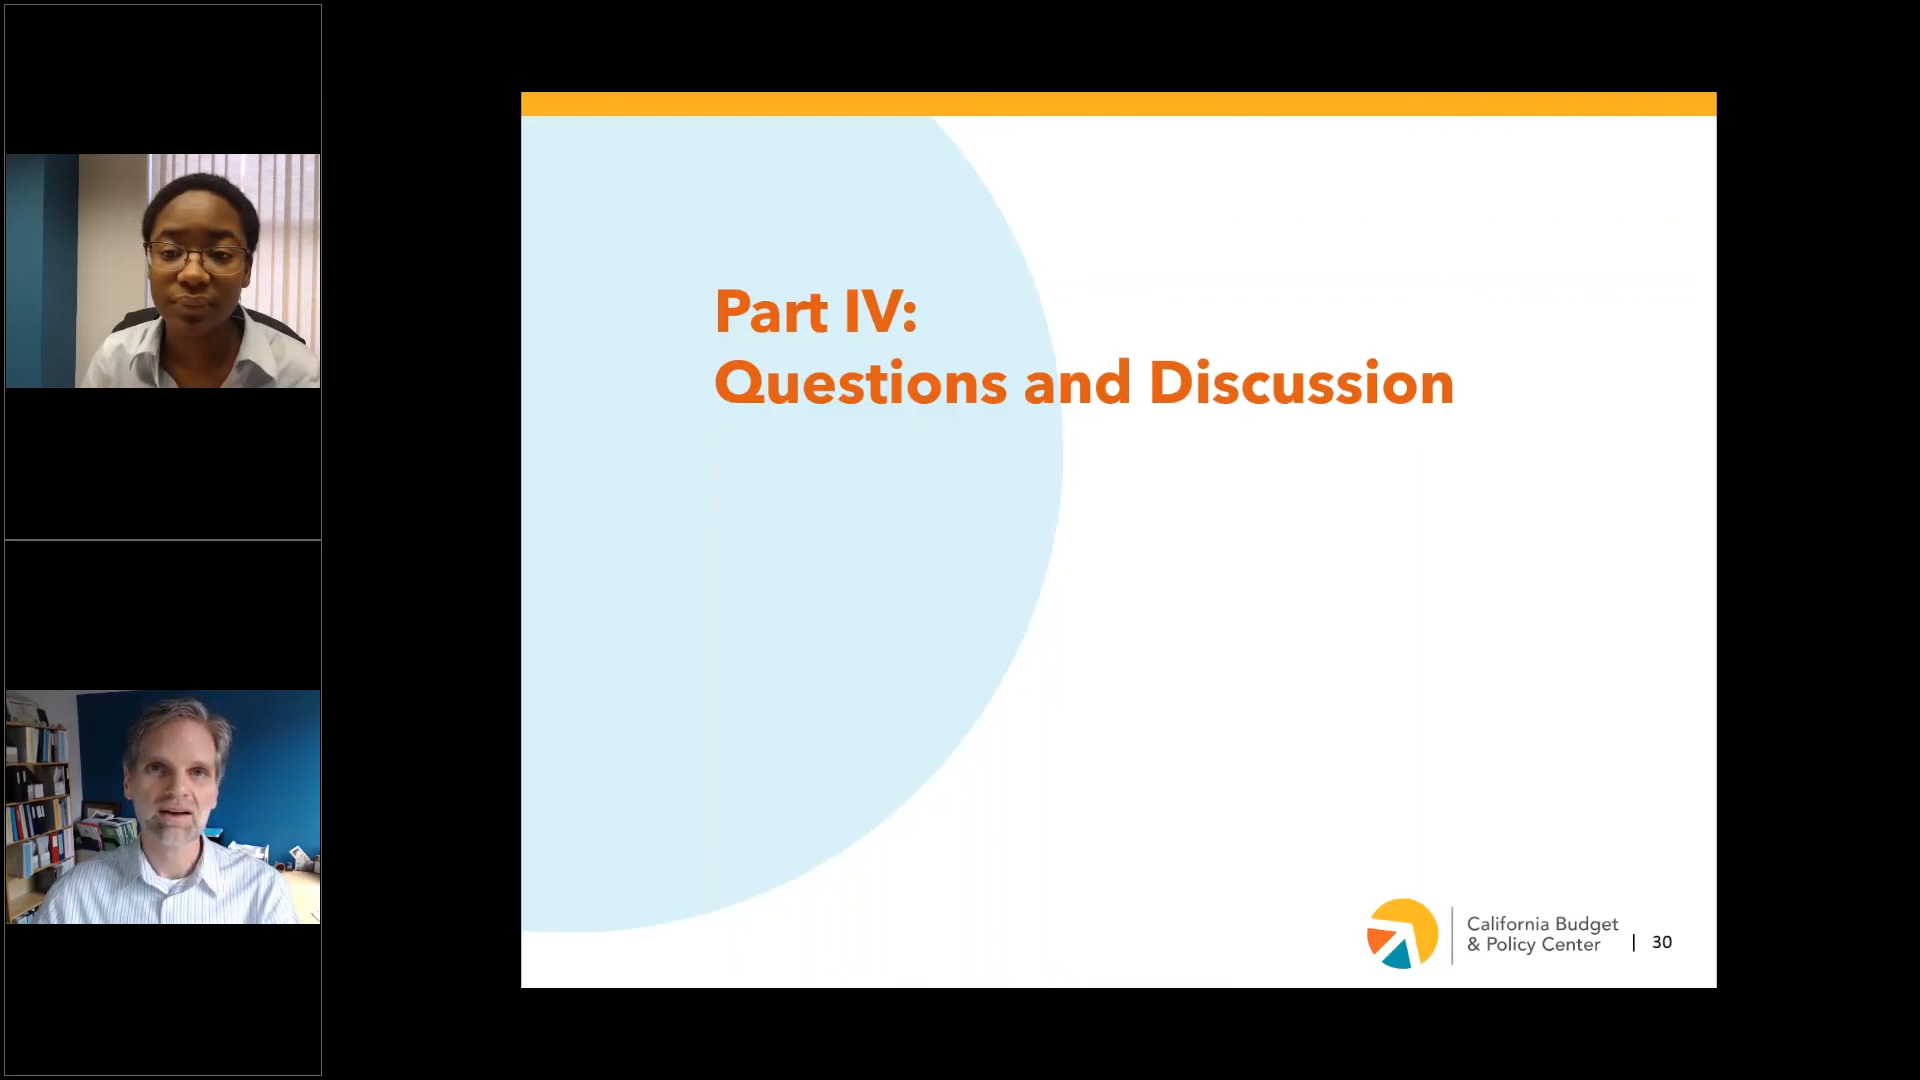 Part IV:
Questions and Discussion
California Budget
& Policy Center
| 30